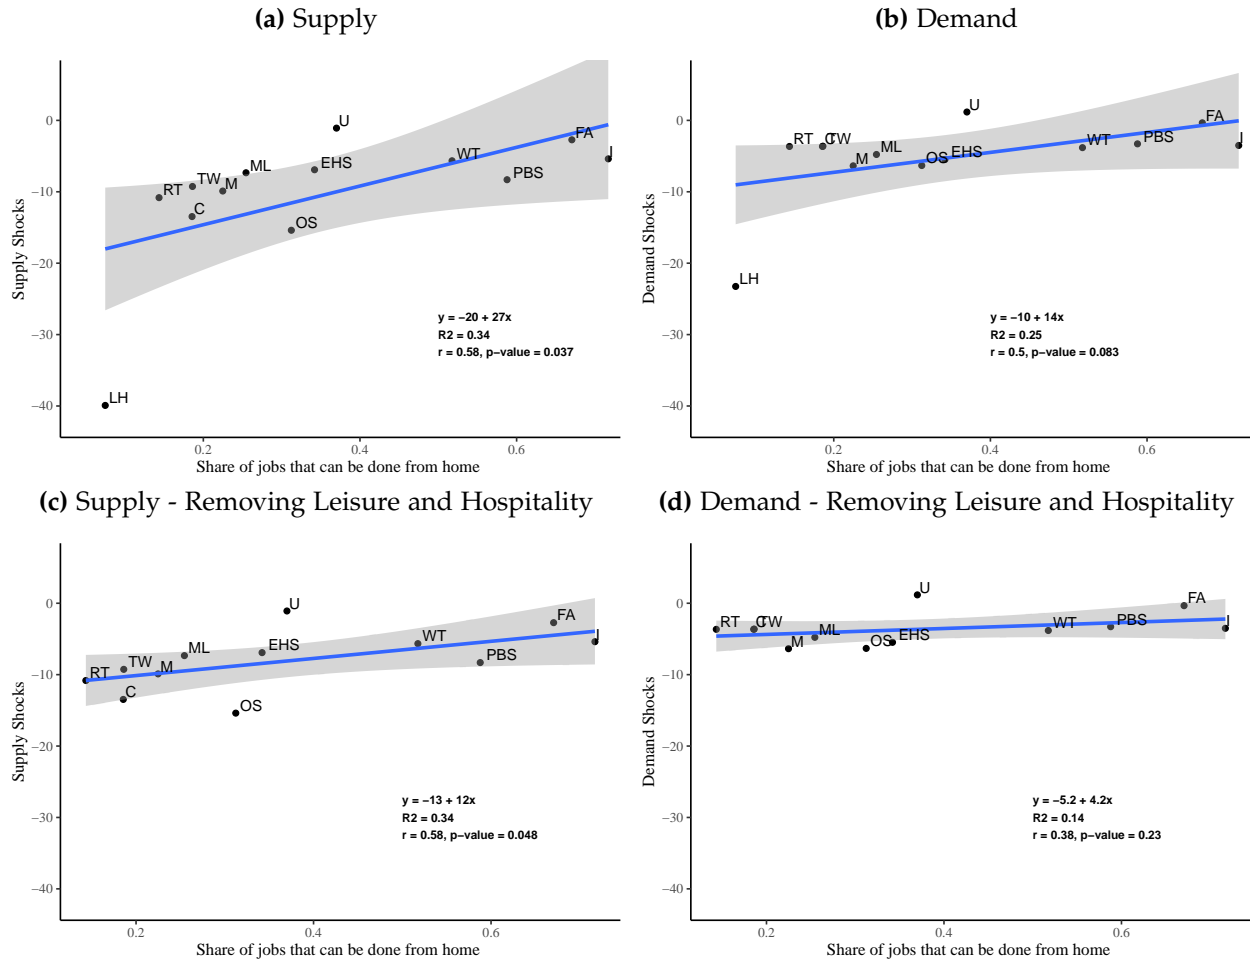 (a) Supply
(b) Demand
0
−10
−20
−30
−40
Supply Shocks
U
FA
WT
I
EHS
ML
PBS
TW
M
RT
C
OS
LH
y = −20 + 27x
R2 = 0.34
r = 0.58, p−value = 0.037
0.2
0.4
0.6
Share of jobs that can be done from home
0
−10
−20
−30
−40
Demand Shocks
U
FA
RT
C
TW
ML
M
OS
EHS
WT
PBS
I
LH
y = −10 + 14x
R2 = 0.25
r = 0.5, p−value = 0.083
0.2
0.4
0.6
Share of jobs that can be done from home
(c) Supply - Removing Leisure and Hospitality
(d) Demand - Removing Leisure and Hospitality
0
−10
−20
−30
−40
Supply Shocks
U
FA
WT
I
EHS
ML
PBS
TW
M
RT
C
OS
y = −13 + 12x
R2 = 0.34
r = 0.58, p−value = 0.048
0.2
0.4
0.6
Share of jobs that can be done from home
0
−10
−20
−30
−40
Demand Shocks
U
FA
RT
C
TW
ML
M
OS
EHS
WT
PBS
I
y = −5.2 + 4.2x
R2 = 0.14
r = 0.38, p−value = 0.23
0.2
0.4
0.6
Share of jobs that can be done from home